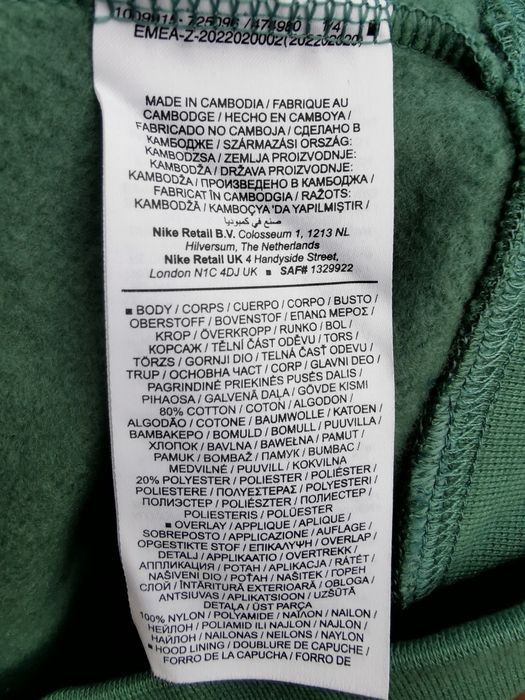 EMEA-Z-2022020002(2022020
MADE IN CAMBODIA / FABRIQUE AU
CAMBODGE / HECHO EN CAMBOYA /
FABRICADO NO CAMBOJA / СДЕЛАНО В
КАМБОДЖЕ / SZÁRMAZÁSI ORSZÁG:
KAMBODZSA / ZEMLJA PROIZVODNJE:
KAMBODŽA / DRŽAVA PROIZVODNJE:
KAMBODŽA / ПРОИЗВЕДЕНО В КАМБОДЖА /
FABRICAT ÎN CAMBODGIA / RAŽOTS:
KAMBODŽĀ / KAMBOÇYA 'DA YAPILMIŞTIR /
صنع في كمبوديا
Nike Retail B.V. Colosseum 1, 1213 NL
Hilversum, The Netherlands
Nike Retail UK 4 Handyside Street,
London N1C 4DJ UK ■ SAF# 1329922
■ BODY / CORPS / CUERPO / CORPO / BUSTO /
OBERSTOFF / BOVENSTOF / ΕΠΑΝΩ ΜΕΡΟΣ /
KROP / ÖVERKROPP / RUNKO / BOL /
КОРСАЖ / TĚLNÍ ČÁST ODĚVU / TORS /
TÖRZS / GORNJI DIO / TELNÁ ČASŤ ODEVU /
TRUP / ОСНОВНА ЧАСТ / CORP / GLAVNI DEO /
PAGRINDINĖ PRIEKINĖS PUSĖS DALIS /
PIHAOSA / GALVENĀ DAĻA / GÖVDE KISMI
80% COTTON / COTON / ALGODON /
ALGODÃO / COTONE / BAUMWOLLE / KATOEN /
ΒΑΜΒΑΚΕΡΟ / BOMULD / BOMULL / PUUVILLA /
ХЛОПОК / BAVLNA / BAWEŁNA / PAMUT /
PAMUK / BOMBAŽ / ПАМУК / BUMBAC /
MEDVILNĖ / PUUVILL / KOKVILNA
20% POLYESTER / POLIESTER / POLIÉSTER /
POLIESTERE / ΠΟΛΥΕΣΤΕΡΑΣ / POLYESTERI /
ПОЛИЭСТЕР / POLIÉSZTER / ПОЛИЕСТЕР /
POLIESTERIS / POLÜESTER
■ OVERLAY / APPLIQUE / APLIQUE /
SOBREPOSTO / APPLICAZIONE / AUFLAGE /
OPGESTIKTE STOF / ΕΠΙΚΑΛΥΨΗ / OVERLAP /
DETALJ / APPLIKAATIO / OVERTREKK /
АППЛИКАЦИЯ / POTAH / APLIKACJA / RÁTÉT /
NAŠIVENI DIO / POŤAH / NAŠITEK / ГОРЕН
СЛОЙ / ÎNTĂRITURĂ EXTERIOARĂ / OBLOGA /
ANTSIUVAS / APLIKATSIOON / UZŠŪTĀ
DETAĻA / ÜST PARÇA
100% NYLON / POLYAMIDE / ΝΑΪΛΟΝ / NAILON /
НЕЙЛОН / POLIAMID ILI NAJLON / NAJLON /
НАЙЛОН / NAILONAS / NEILONS / NAYLON
■ HOOD LINING / DOUBLURE DE CAPUCHE /
FORRO DE LA CAPUCHA / FORRO DE